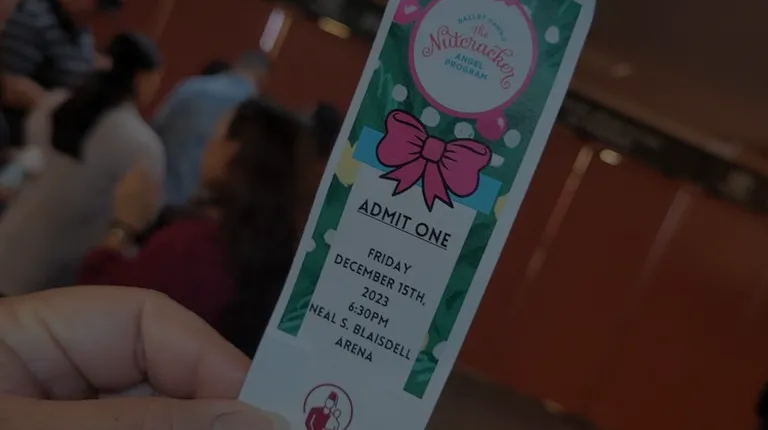 BALLET HAWAII
the
Nutcracker
ANGEL
PROGRAM
ADMIT ONE
FRIDAY
DECEMBER 15TH,
2023
6:30PM
NEAL S. BLAISDELL
ARENA